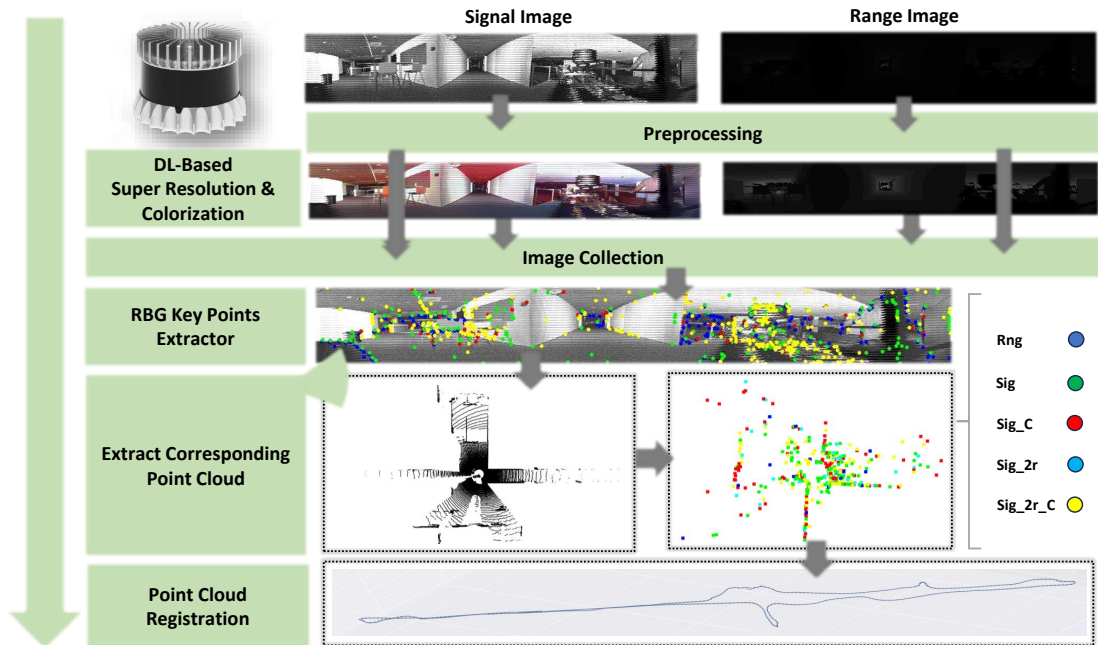 Signal Image
Range Image
Preprocessing
DL-Based
Super Resolution &
Colorization
Image Collection
RBG Key Points
Extractor
Rng
Sig
Sig_C
Sig_2r
Sig_2r_C
Extract Corresponding
Point Cloud
Point Cloud
Registration